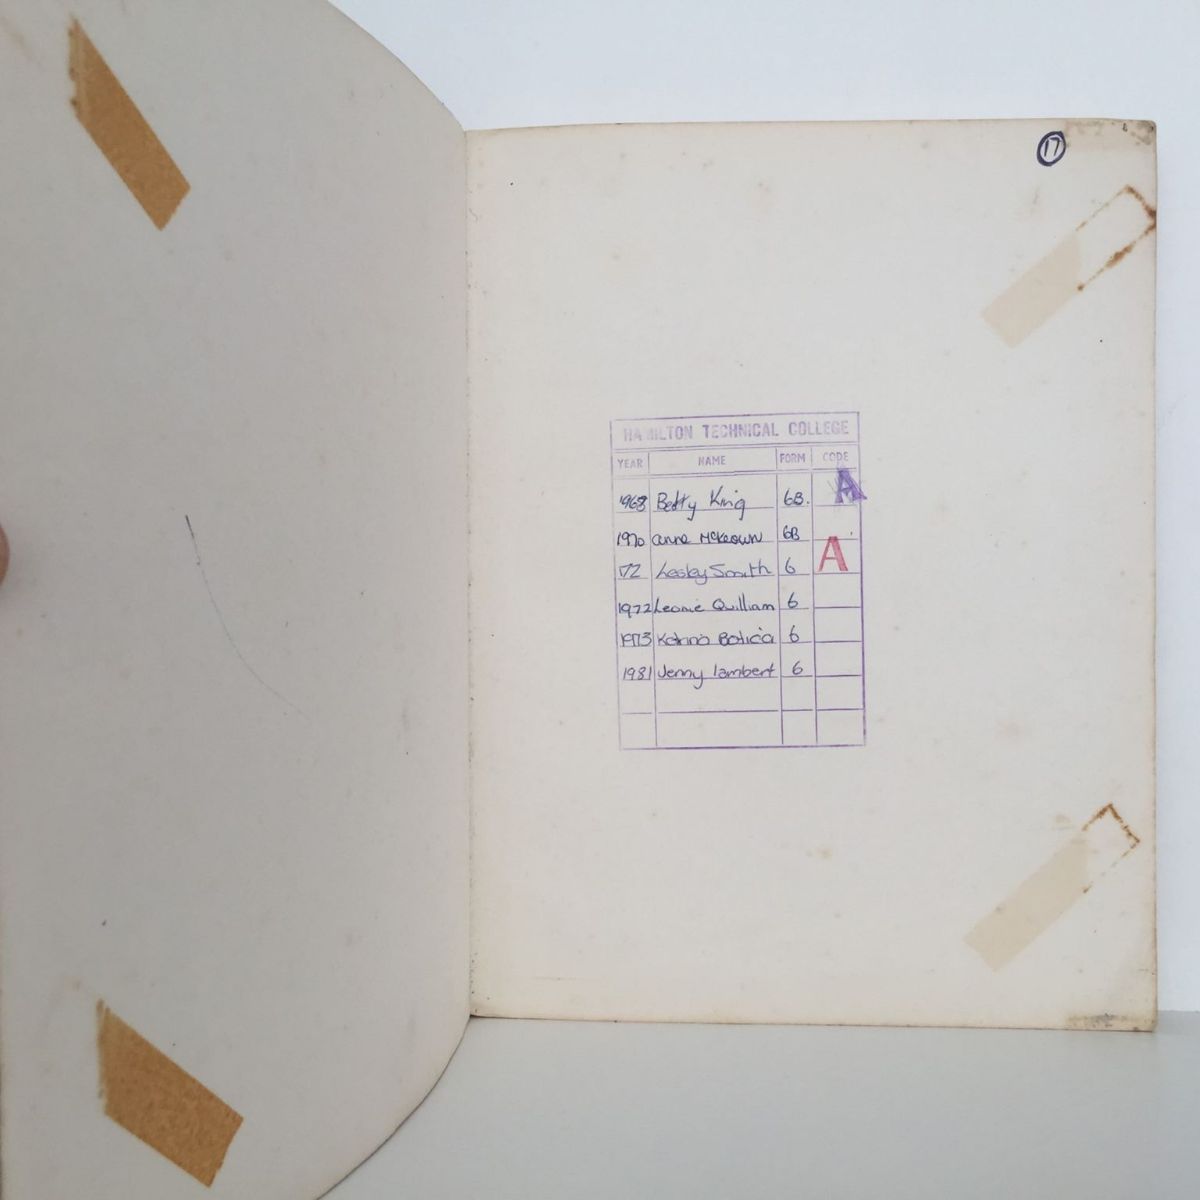 17
HAMILTON TECHNICAL COLLEGE
YEAR NAME FORM CODE
1968 Betty King 6B. A
1970 Anne McKeown 6B
72 Lesley Smith 6 A
1972 Leonie Quilliam 6
1973 Katrina Botica 6
1981 Jenny lambert 6